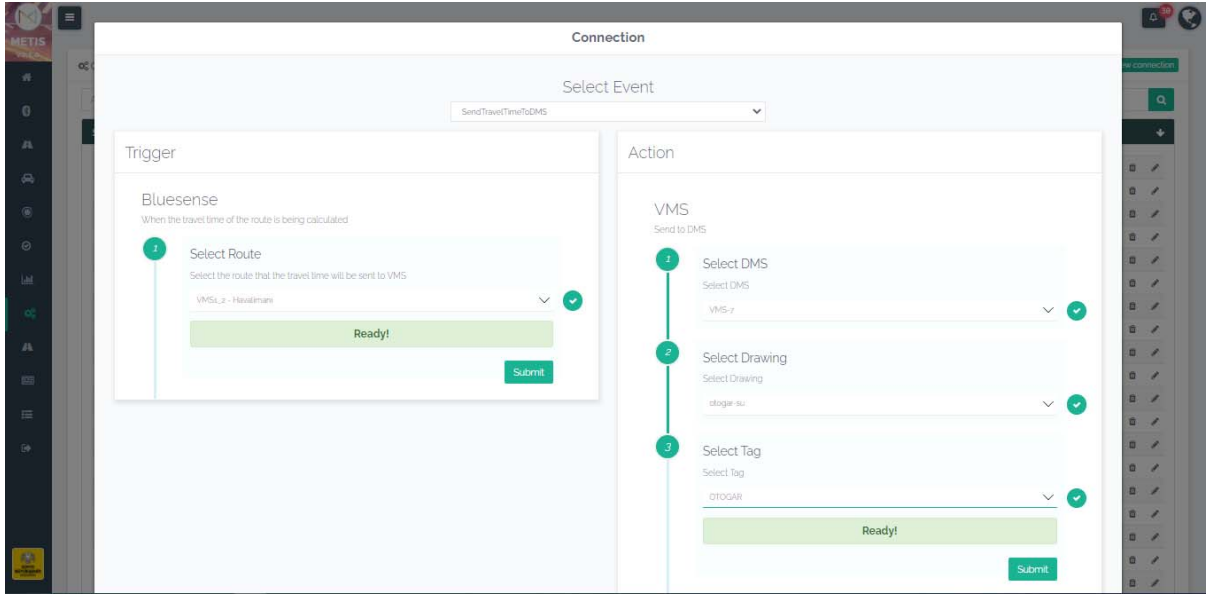 METIS
38
Connection
ew connection
Select Event
SendTravelTimeToDMS
Trigger
Bluesense
When the travel time of the route is being calculated
1
Select Route
Select the route that the travel time will be sent to VMS
VMS1_2 - Havalimanı
Ready!
Submit
Action
VMS
Send to DMS
1
Select DMS
Select DMS
VMS-7
2
Select Drawing
Select Drawing
otogar-su
3
Select Tag
Select Tag
OTOGAR
Ready!
Submit